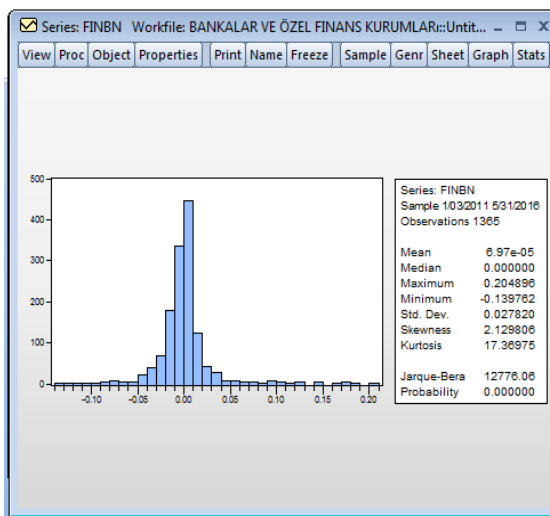 Series: FINBN Workfile: BANKALAR VE ÖZEL FINANS KURUMLARı::Untit...
View Proc Object Properties Print Name Freeze Sample Genr Sheet Graph Stats
500
400
300
200
100
0
-0.10 -0.05 0.00 0.05 0.10 0.15 0.20
Series: FINBN
Sample 1/03/2011 5/31/2016
Observations 1365
Mean 6.97e-05
Median 0.000000
Maximum 0.204896
Minimum -0.139762
Std. Dev. 0.027820
Skewness 2.129806
Kurtosis 17.36975
Jarque-Bera 12776.06
Probability 0.000000